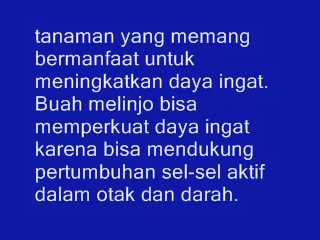 tanaman yang memang
bermanfaat untuk
meningkatkan daya ingat.
Buah melinjo bisa
memperkuat daya ingat
karena bisa mendukung
pertumbuhan sel-sel aktif
dalam otak dan darah.